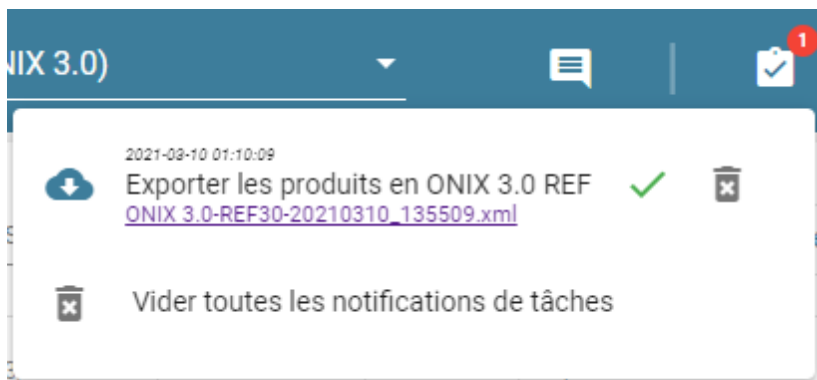 NIX 3.0)
1
2021-03-10 01:10:09
Exporter les produits en ONIX 3.0 REF
ONIX 3.0-REF30-20210310_135509.xml
Vider toutes les notifications de tâches